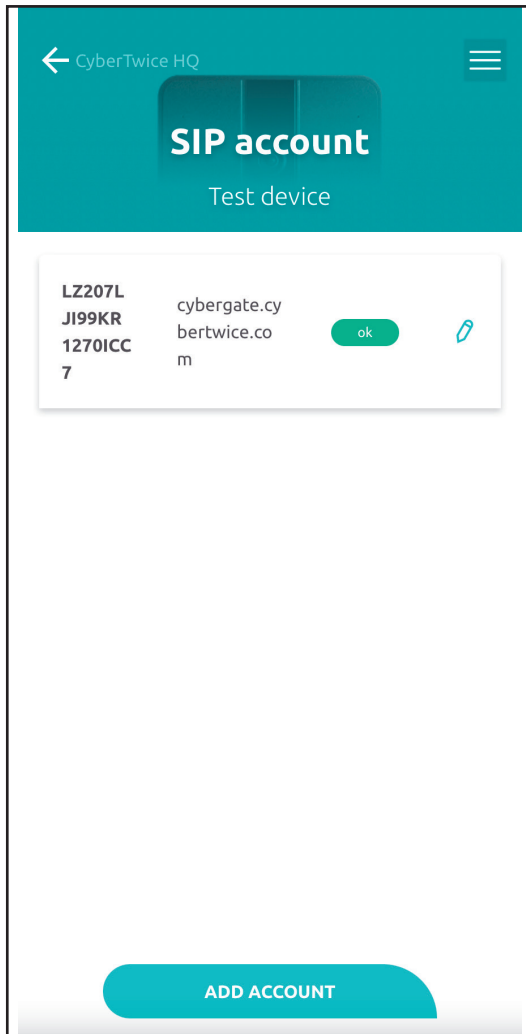 CyberTwice HQ
SIP account
Test device
LZ207L
JI99KR
1270ICC
7
cybergate.cy
bertwice.co
m
ok
ADD ACCOUNT